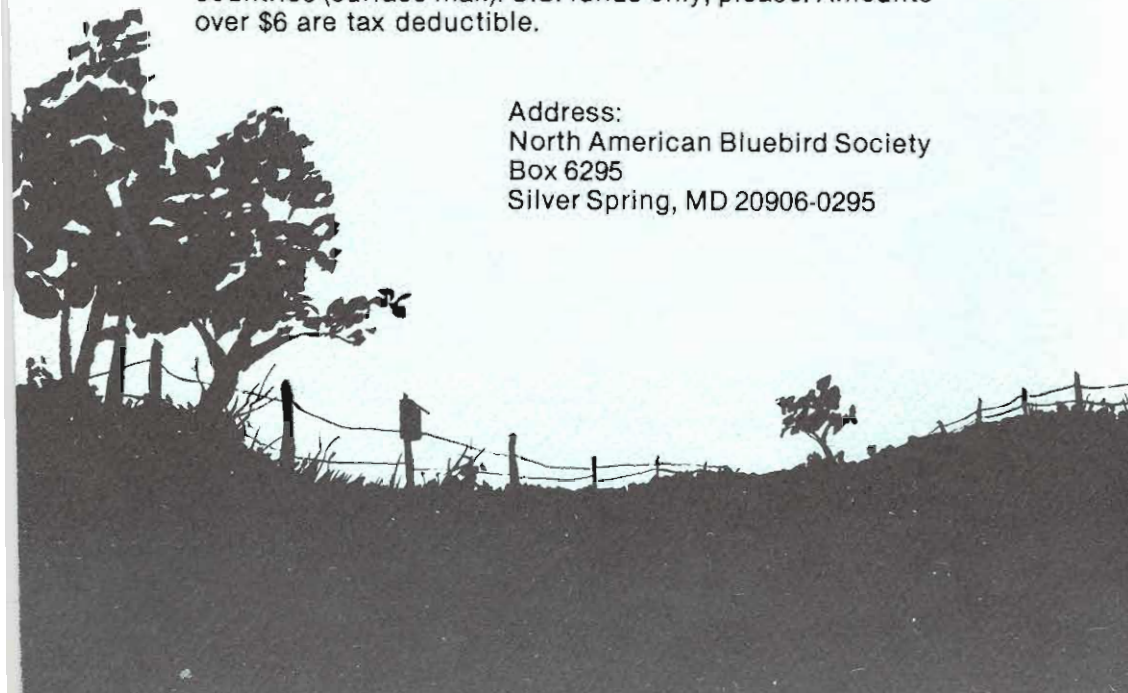 over $6 are tax deductible.
Address:
North American Bluebird Society
Box 6295
Silver Spring, MD 20906-0295